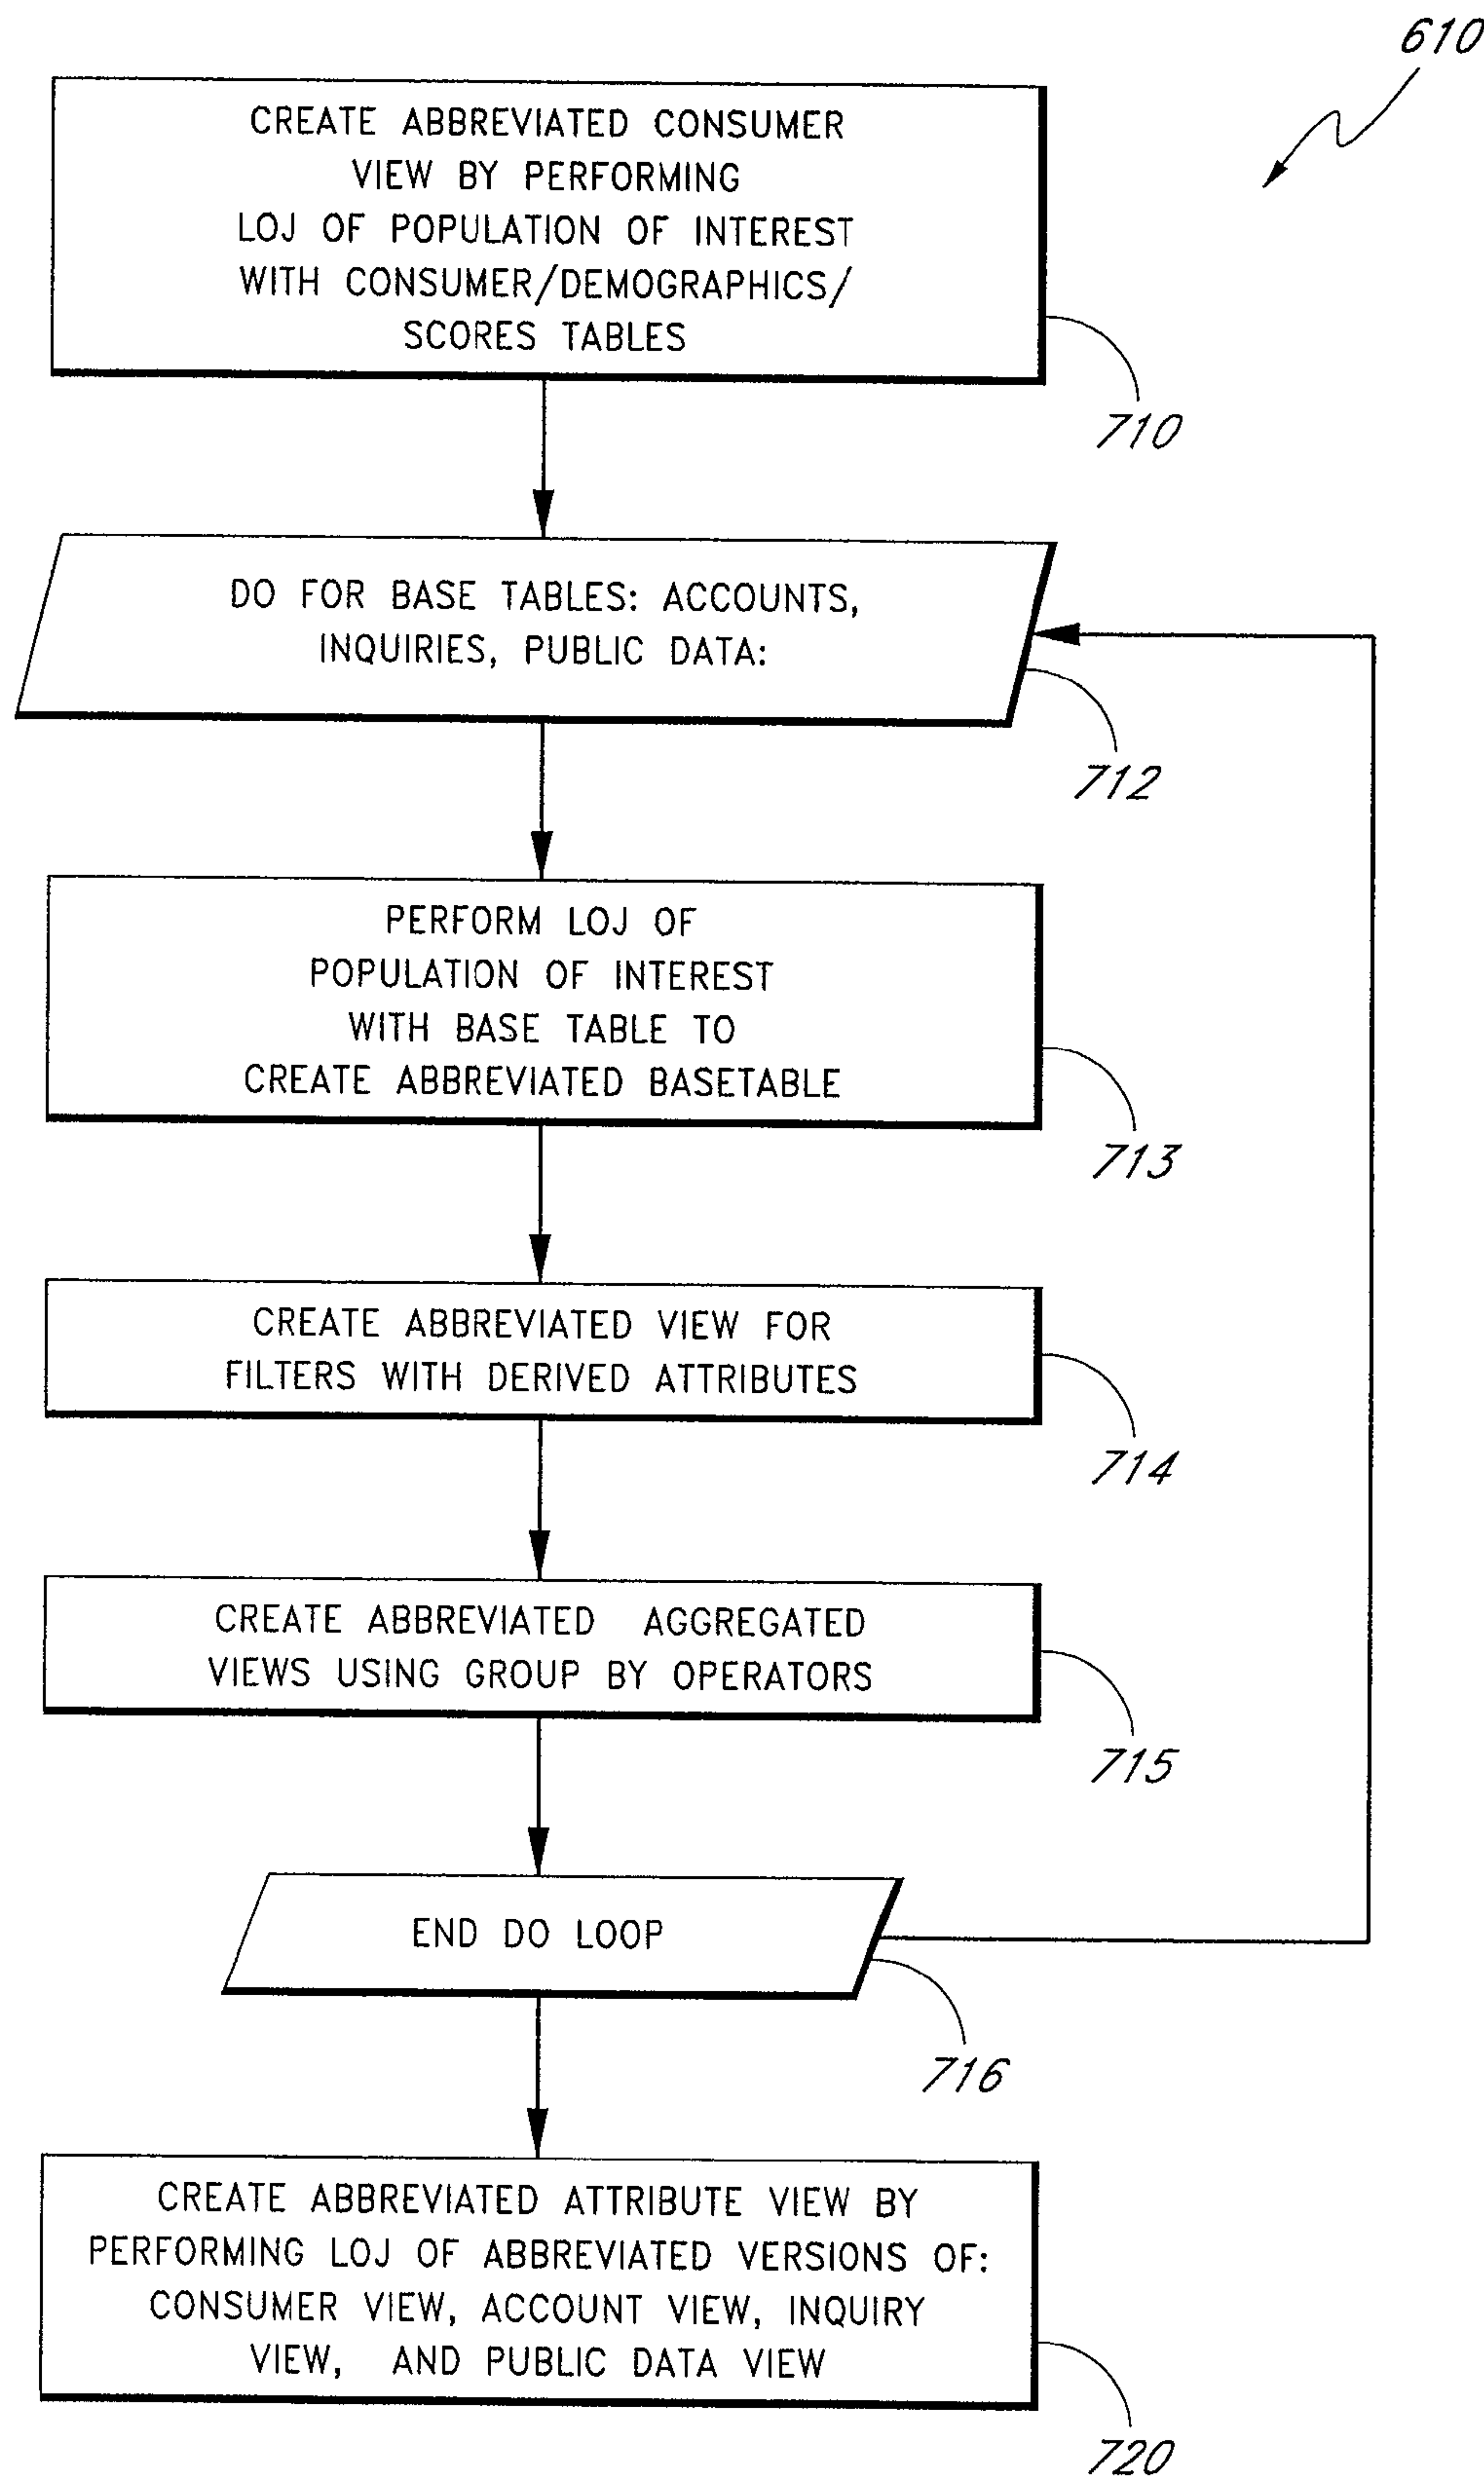 610
CREATE ABBREVIATED CONSUMER
VIEW BY PERFORMING
LOJ OF POPULATION OF INTEREST
WITH CONSUMER/DEMOGRAPHICS/
SCORES TABLES
710
DO FOR BASE TABLES: ACCOUNTS,
INQUIRIES, PUBLIC DATA:
712
PERFORM LOJ OF
POPULATION OF INTEREST
WITH BASE TABLE TO
CREATE ABBREVIATED BASETABLE
713
CREATE ABBREVIATED VIEW FOR
FILTERS WITH DERIVED ATTRIBUTES
714
CREATE ABBREVIATED AGGREGATED
VIEWS USING GROUP BY OPERATORS
715
END DO LOOP
716
CREATE ABBREVIATED ATTRIBUTE VIEW BY
PERFORMING LOJ OF ABBREVIATED VERSIONS OF:
CONSUMER VIEW, ACCOUNT VIEW, INQUIRY
VIEW, AND PUBLIC DATA VIEW
720